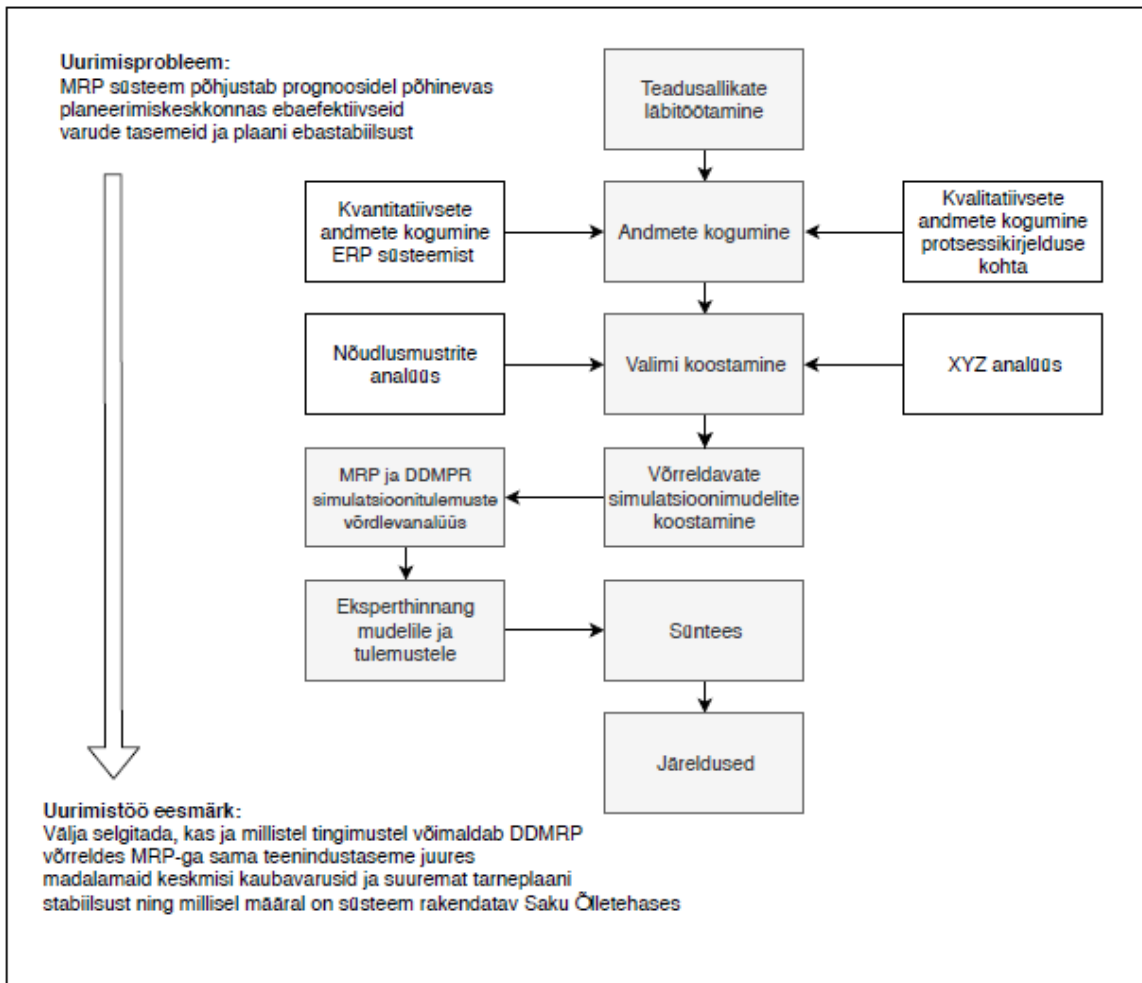 Uurimisprobleem:
MRP süsteem põhjustab prognoosidel põhinevas
planeerimiskeskkonnas ebaefektiivseid
varude tasemeid ja plaani ebastabiilsust
Teadusallikate
läbitöötamine
Kvantitatiivsete
andmete kogumine
ERP süsteemist
Andmete kogumine
Kvalitatiivsete
andmete kogumine
protsessikirjelduse
kohta
Nõudlusmustrite
analüüs
Valimi koostamine
XYZ analüüs
MRP ja DDMPR
simulatsioonitulemuste
võrdlevanalüüs
Võrreldavate
simulatsioonimudelite
koostamine
Eksperthinnang
mudelile ja
tulemustele
Süntees
Järeldused
Uurimistöö eesmärk:
Välja selgitada, kas ja millistel tingimustel võimaldab DDMRP
võrreldes MRP-ga sama teenindustaseme juures
madalamaid keskmisi kaubavarusid ja suuremat tarneplaani
stabiilsust ning millisel määral on süsteem rakendatav Saku Õlletehases